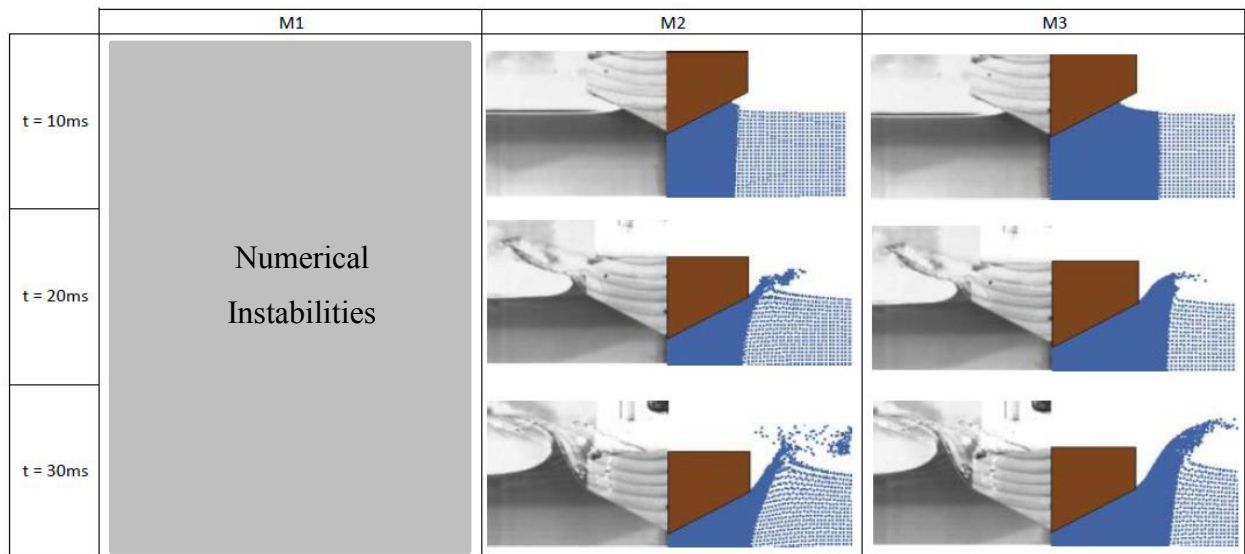 M1 M2 M3
t = 10ms
Numerical
Instabilities
t = 20ms
t = 30ms